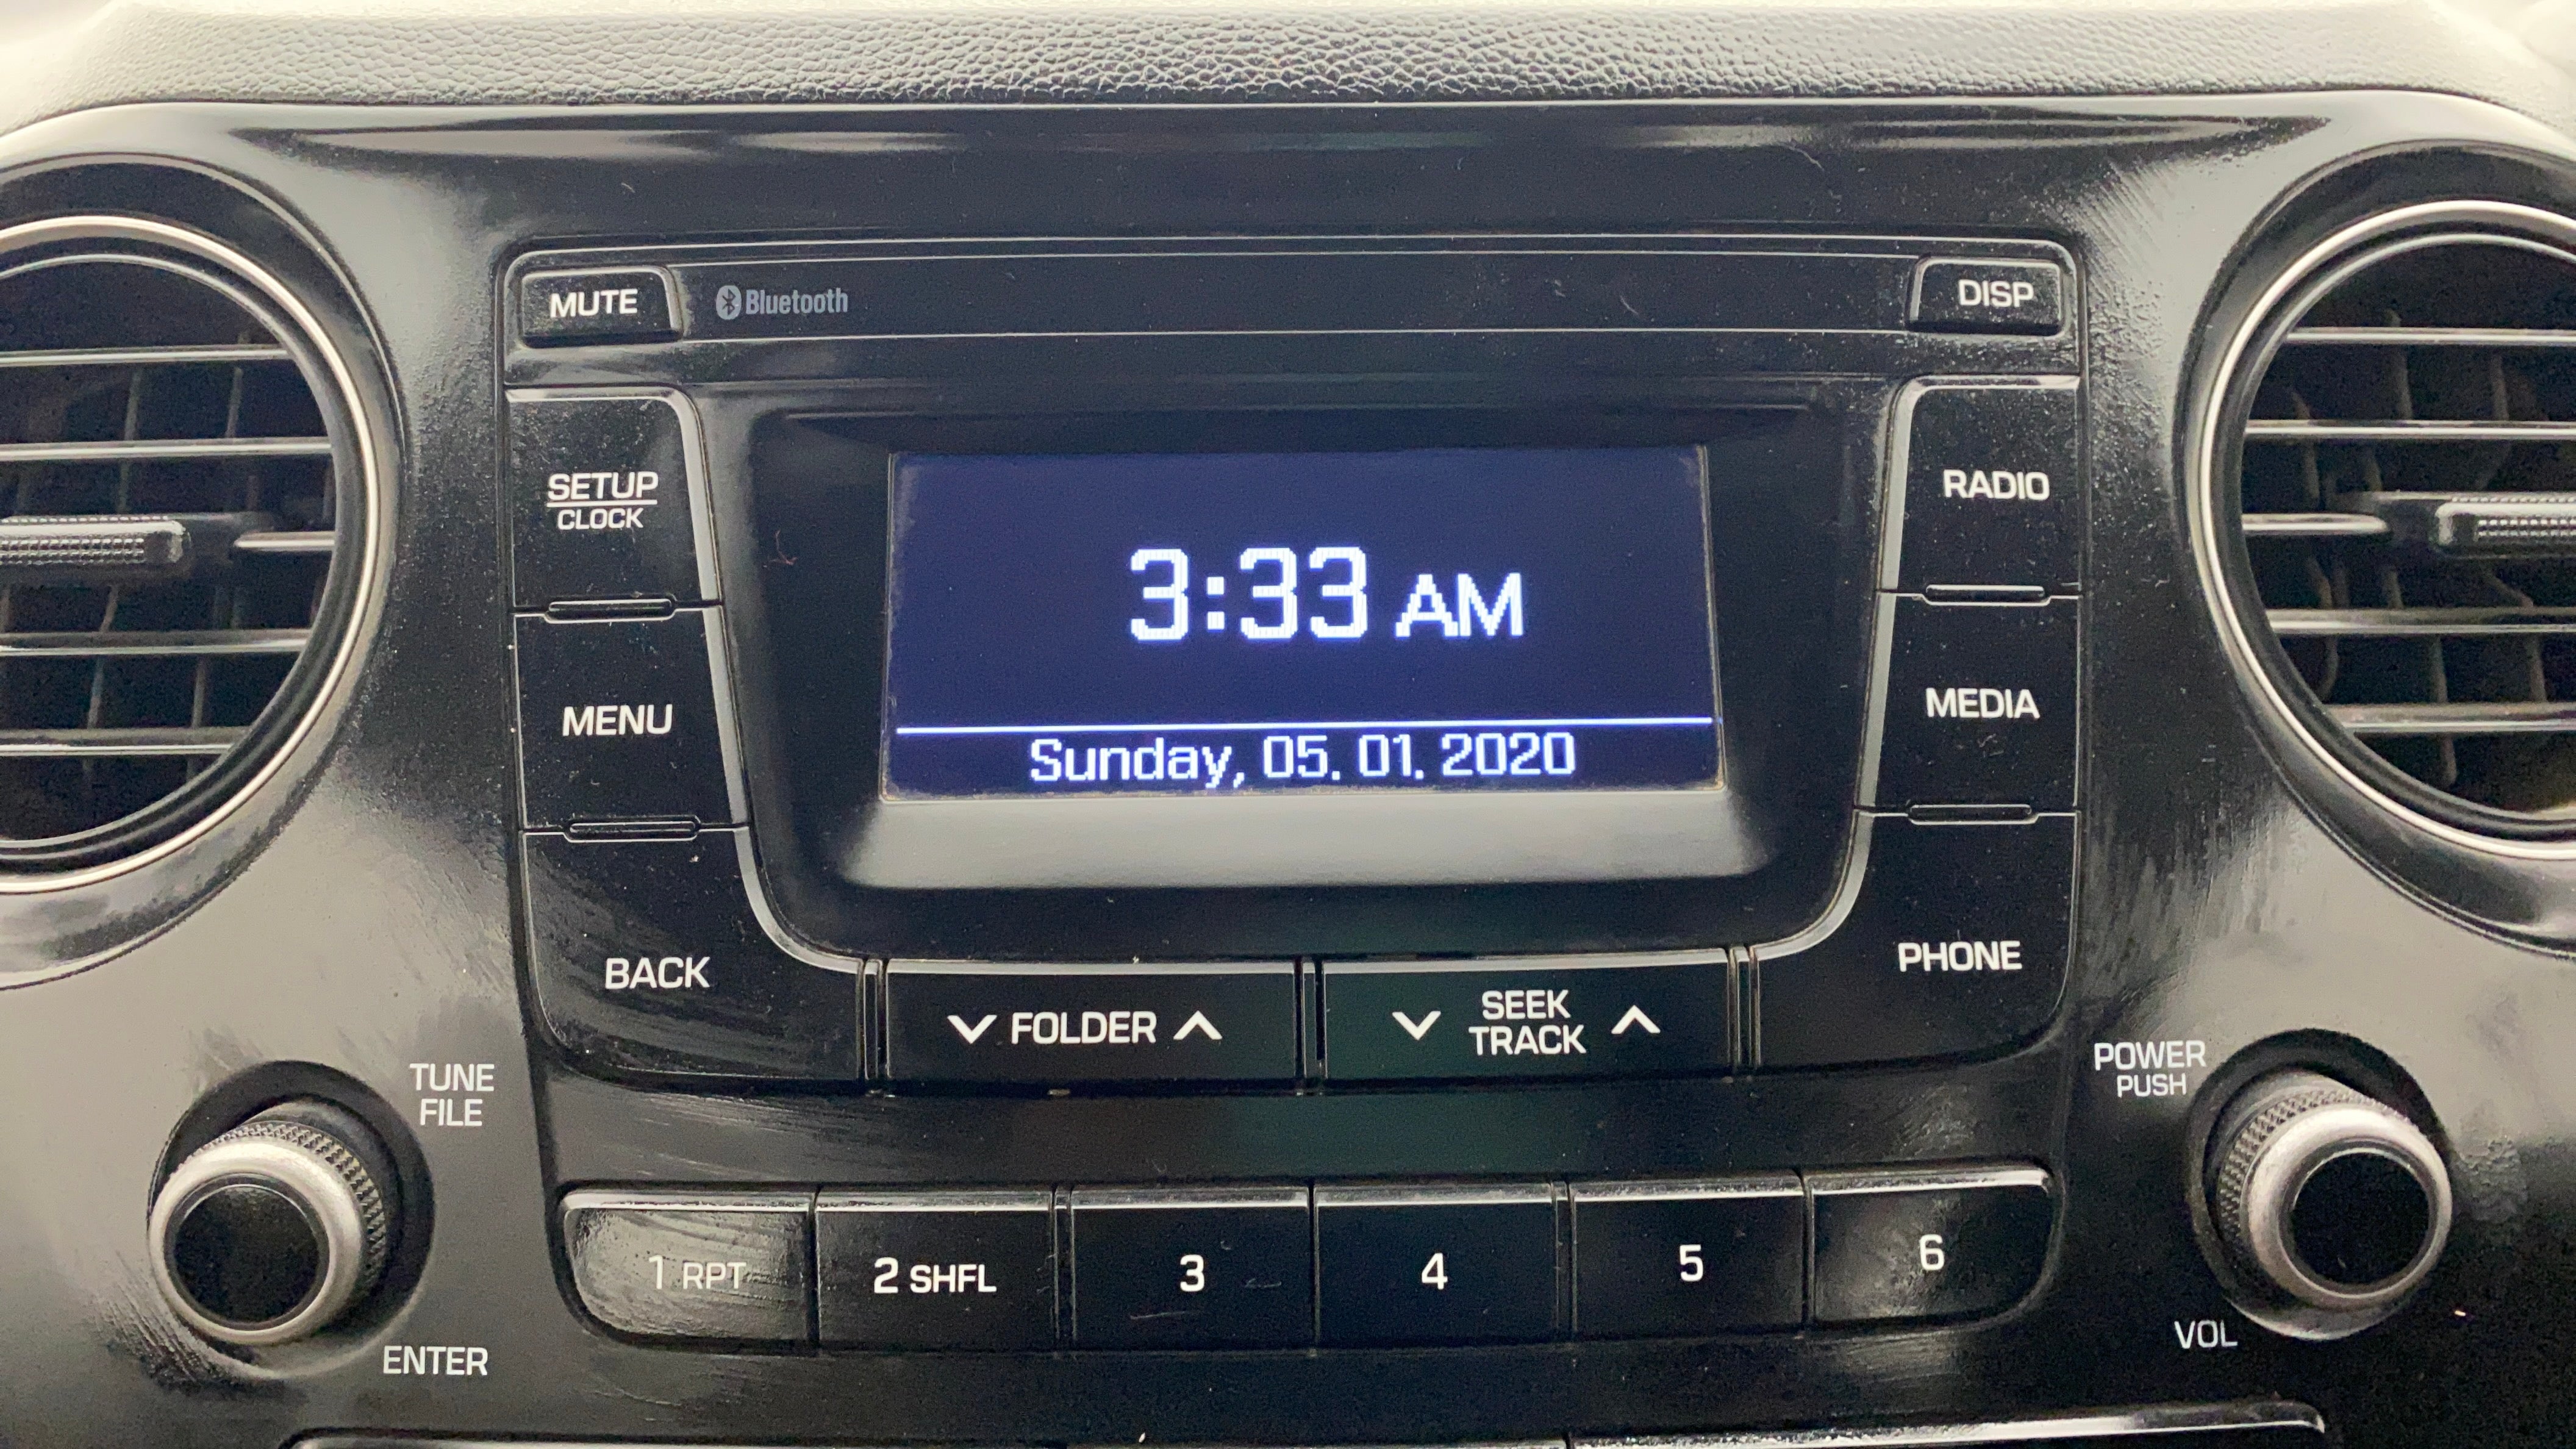 MUTE
Bluetooth
DISP
SETUP
CLOCK
RADIO
3:33 AM
MENU
MEDIA
Sunday, 05. 01. 2020
BACK
PHONE
FOLDER
SEEK
TRACK
TUNE
FILE
POWER
PUSH
1 RPT
2 SHFL
3
4
5
6
ENTER
VOL